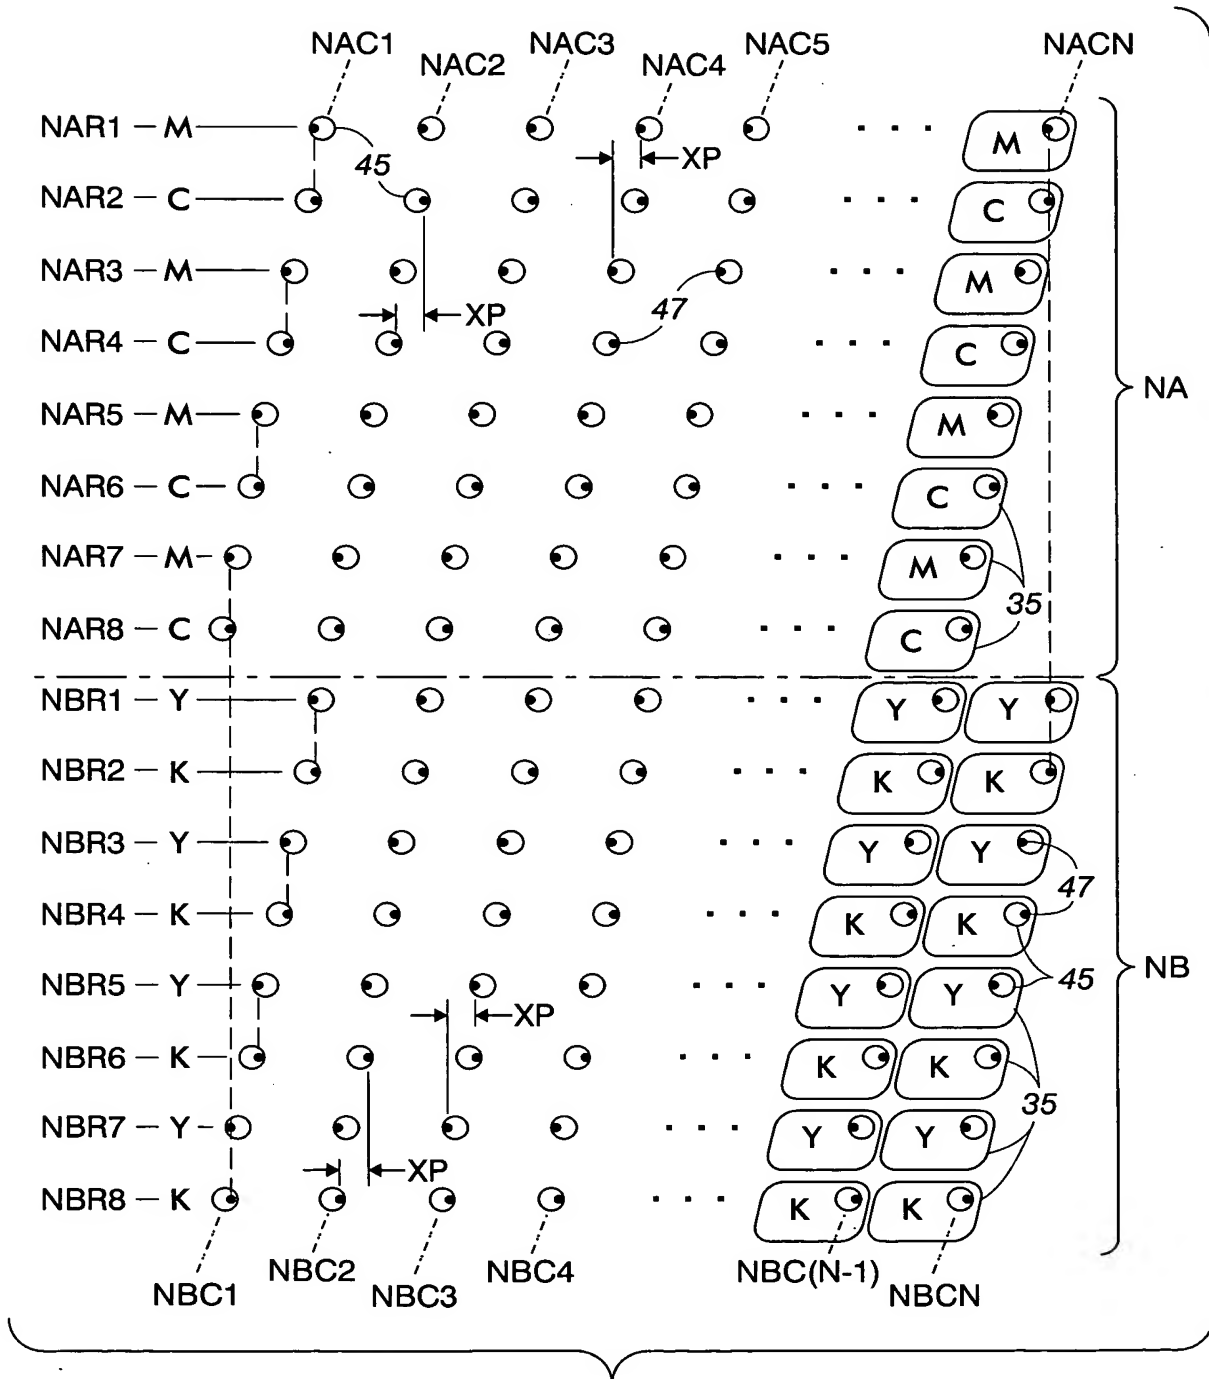 NAC1 NAC2 NAC3 NAC4 NAC5 NACN
NAR1 – M M
45 XP
NAR2 – C C
NAR3 – M M
XP 47
NAR4 – C C
NA
NAR5 – M M
NAR6 – C C
NAR7 – M M
35
NAR8 – C C
NBR1 – Y Y Y
NBR2 – K K K
NBR3 – Y Y Y
47
NBR4 – K K K
NB
45
NBR5 – Y Y Y
XP
NBR6 – K K K
35
NBR7 – Y Y Y
XP
NBR8 – K K K
NBC1 NBC2 NBC3 NBC4 NBC(N-1) NBCN